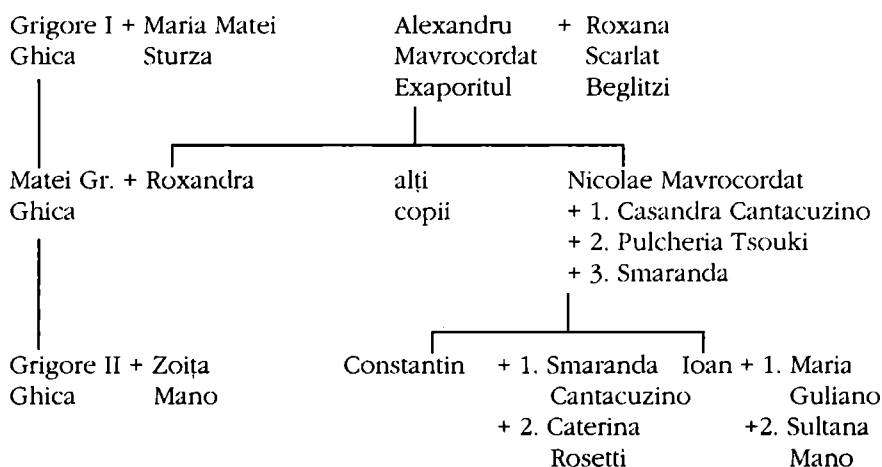 Grigore I + Maria Matei Alexandru + Roxana
Ghica Sturza Mavrocordat Scarlat
Exaporitul Beglitzi
Matei Gr. + Roxandra alți Nicolae Mavrocordat
Ghica copii + 1. Casandra Cantacuzino
+ 2. Pulcheria Tsouki
+ 3. Smaranda
Grigore II + Zoița Constantin + 1. Smaranda Ioan + 1. Maria
Ghica Mano Cantacuzino Guliano
+ 2. Caterina +2. Sultana
Rosetti Mano